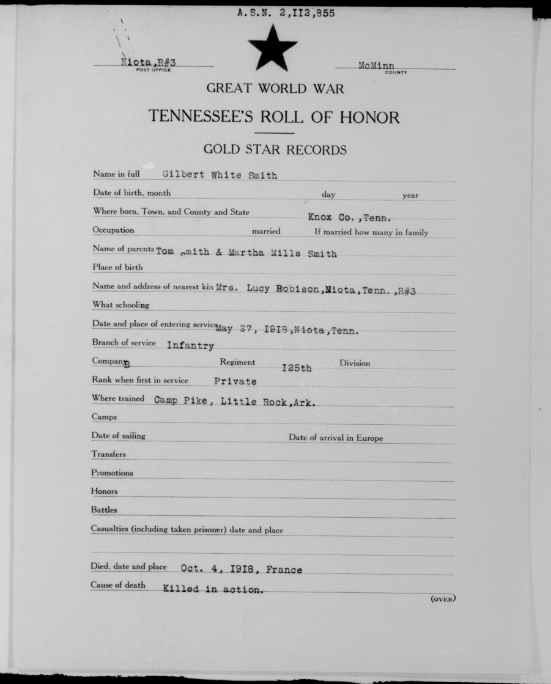 A.S.N. 2,II2,855
Niota,R#3 McMinn
POST OFFICE COUNTY
GREAT WORLD WAR
TENNESSEE'S ROLL OF HONOR
GOLD STAR RECORDS
Name in full Gilbert White Smith
Date of birth, month day year
Where born, Town, and County and State Knox Co.,Tenn.
Occupation married If married how many in family
Name of parents Tom Smith & Martha Mills Smith
Place of birth
Name and address of nearest kin Mrs. Lucy Bobison,Niota,Tenn.,R#3
What schooling
Date and place of entering service May 27, I9I8,Niota,Tenn.
Branch of service Infantry
Company B Regiment I25th Division
Rank when first in service Private
Where trained Camp Pike, Little Rock,Ark.
Camps
Date of sailing Date of arrival in Europe
Transfers
Promotions
Honors
Battles
Casualties (including taken prisoner) date and place
Died, date and place Oct. 4, I9I8, France
Cause of death Killed in action.
(OVER)